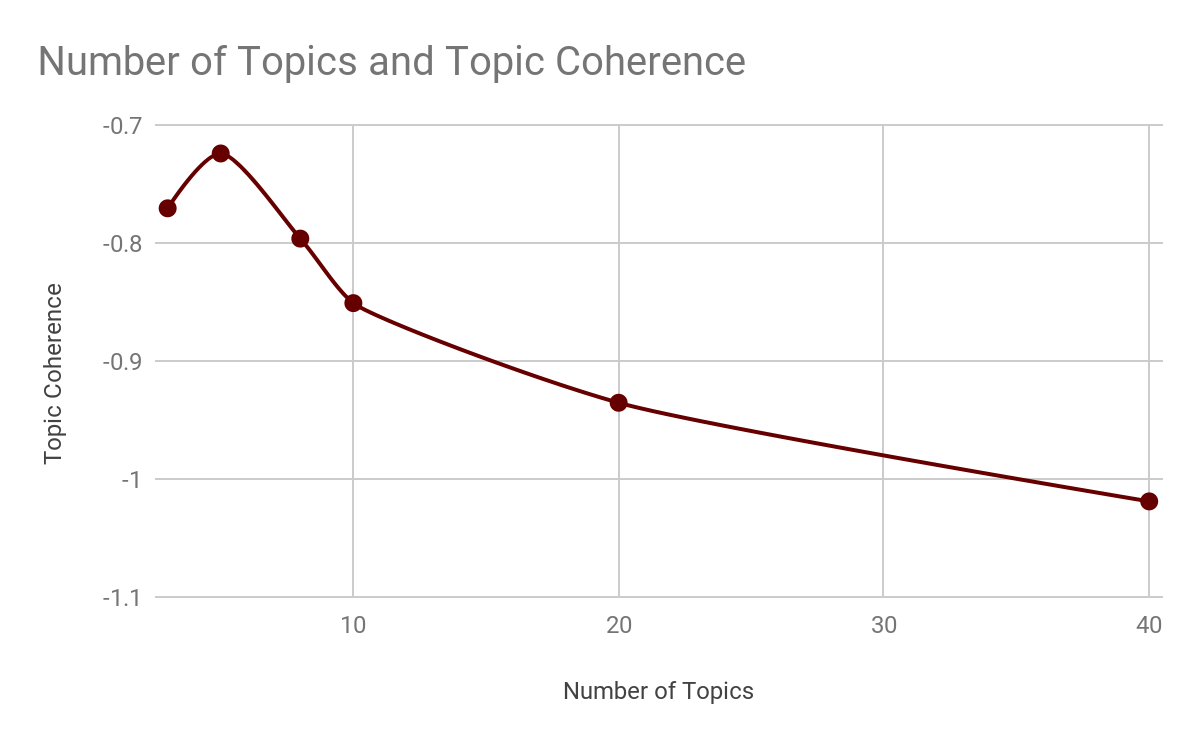 Number of Topics and Topic Coherence
-0.7
-0.8
-0.9
-1
-1.1
Topic Coherence
10 20 30 40
Number of Topics